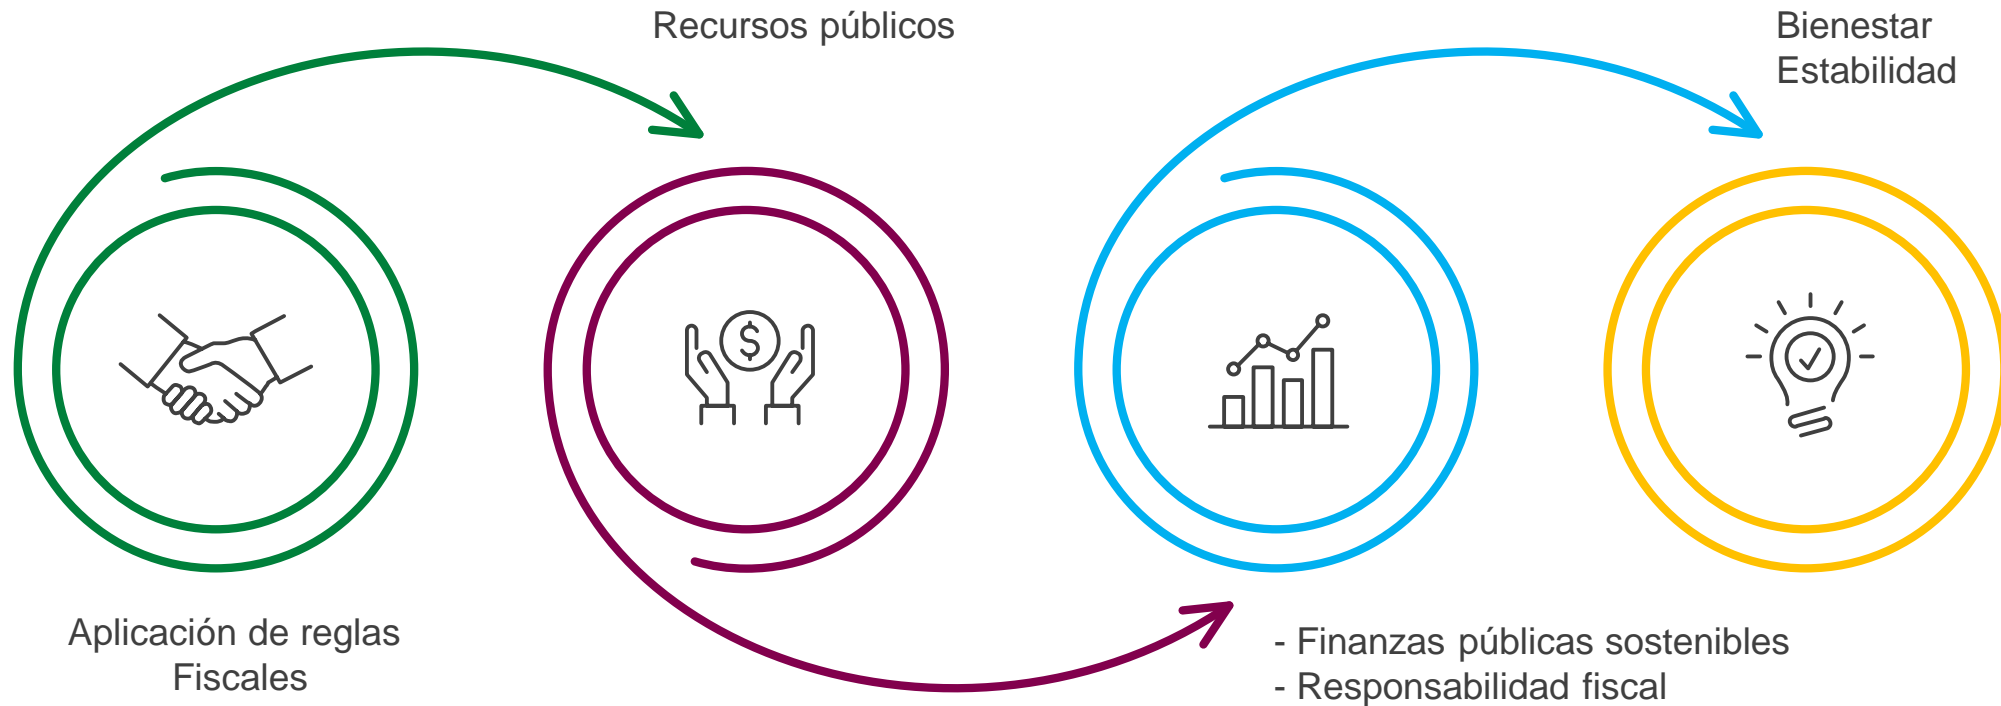 Recursos públicos
Bienestar
Estabilidad
Aplicación de reglas
Fiscales
- Finanzas públicas sostenibles
- Responsabilidad fiscal
$